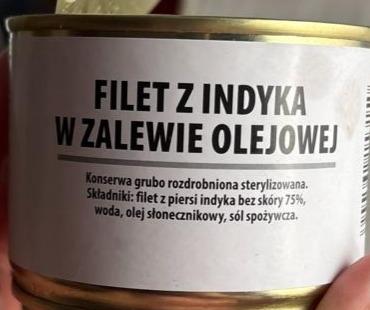 FILET Z INDYKA
W ZALEWIE OLEJOWEJ
Konserwa grubo rozdrobniona sterylizowana.
Składniki: filet z piersi indyka bez skóry 75%,
woda, olej słonecznikowy, sól spożywcza.